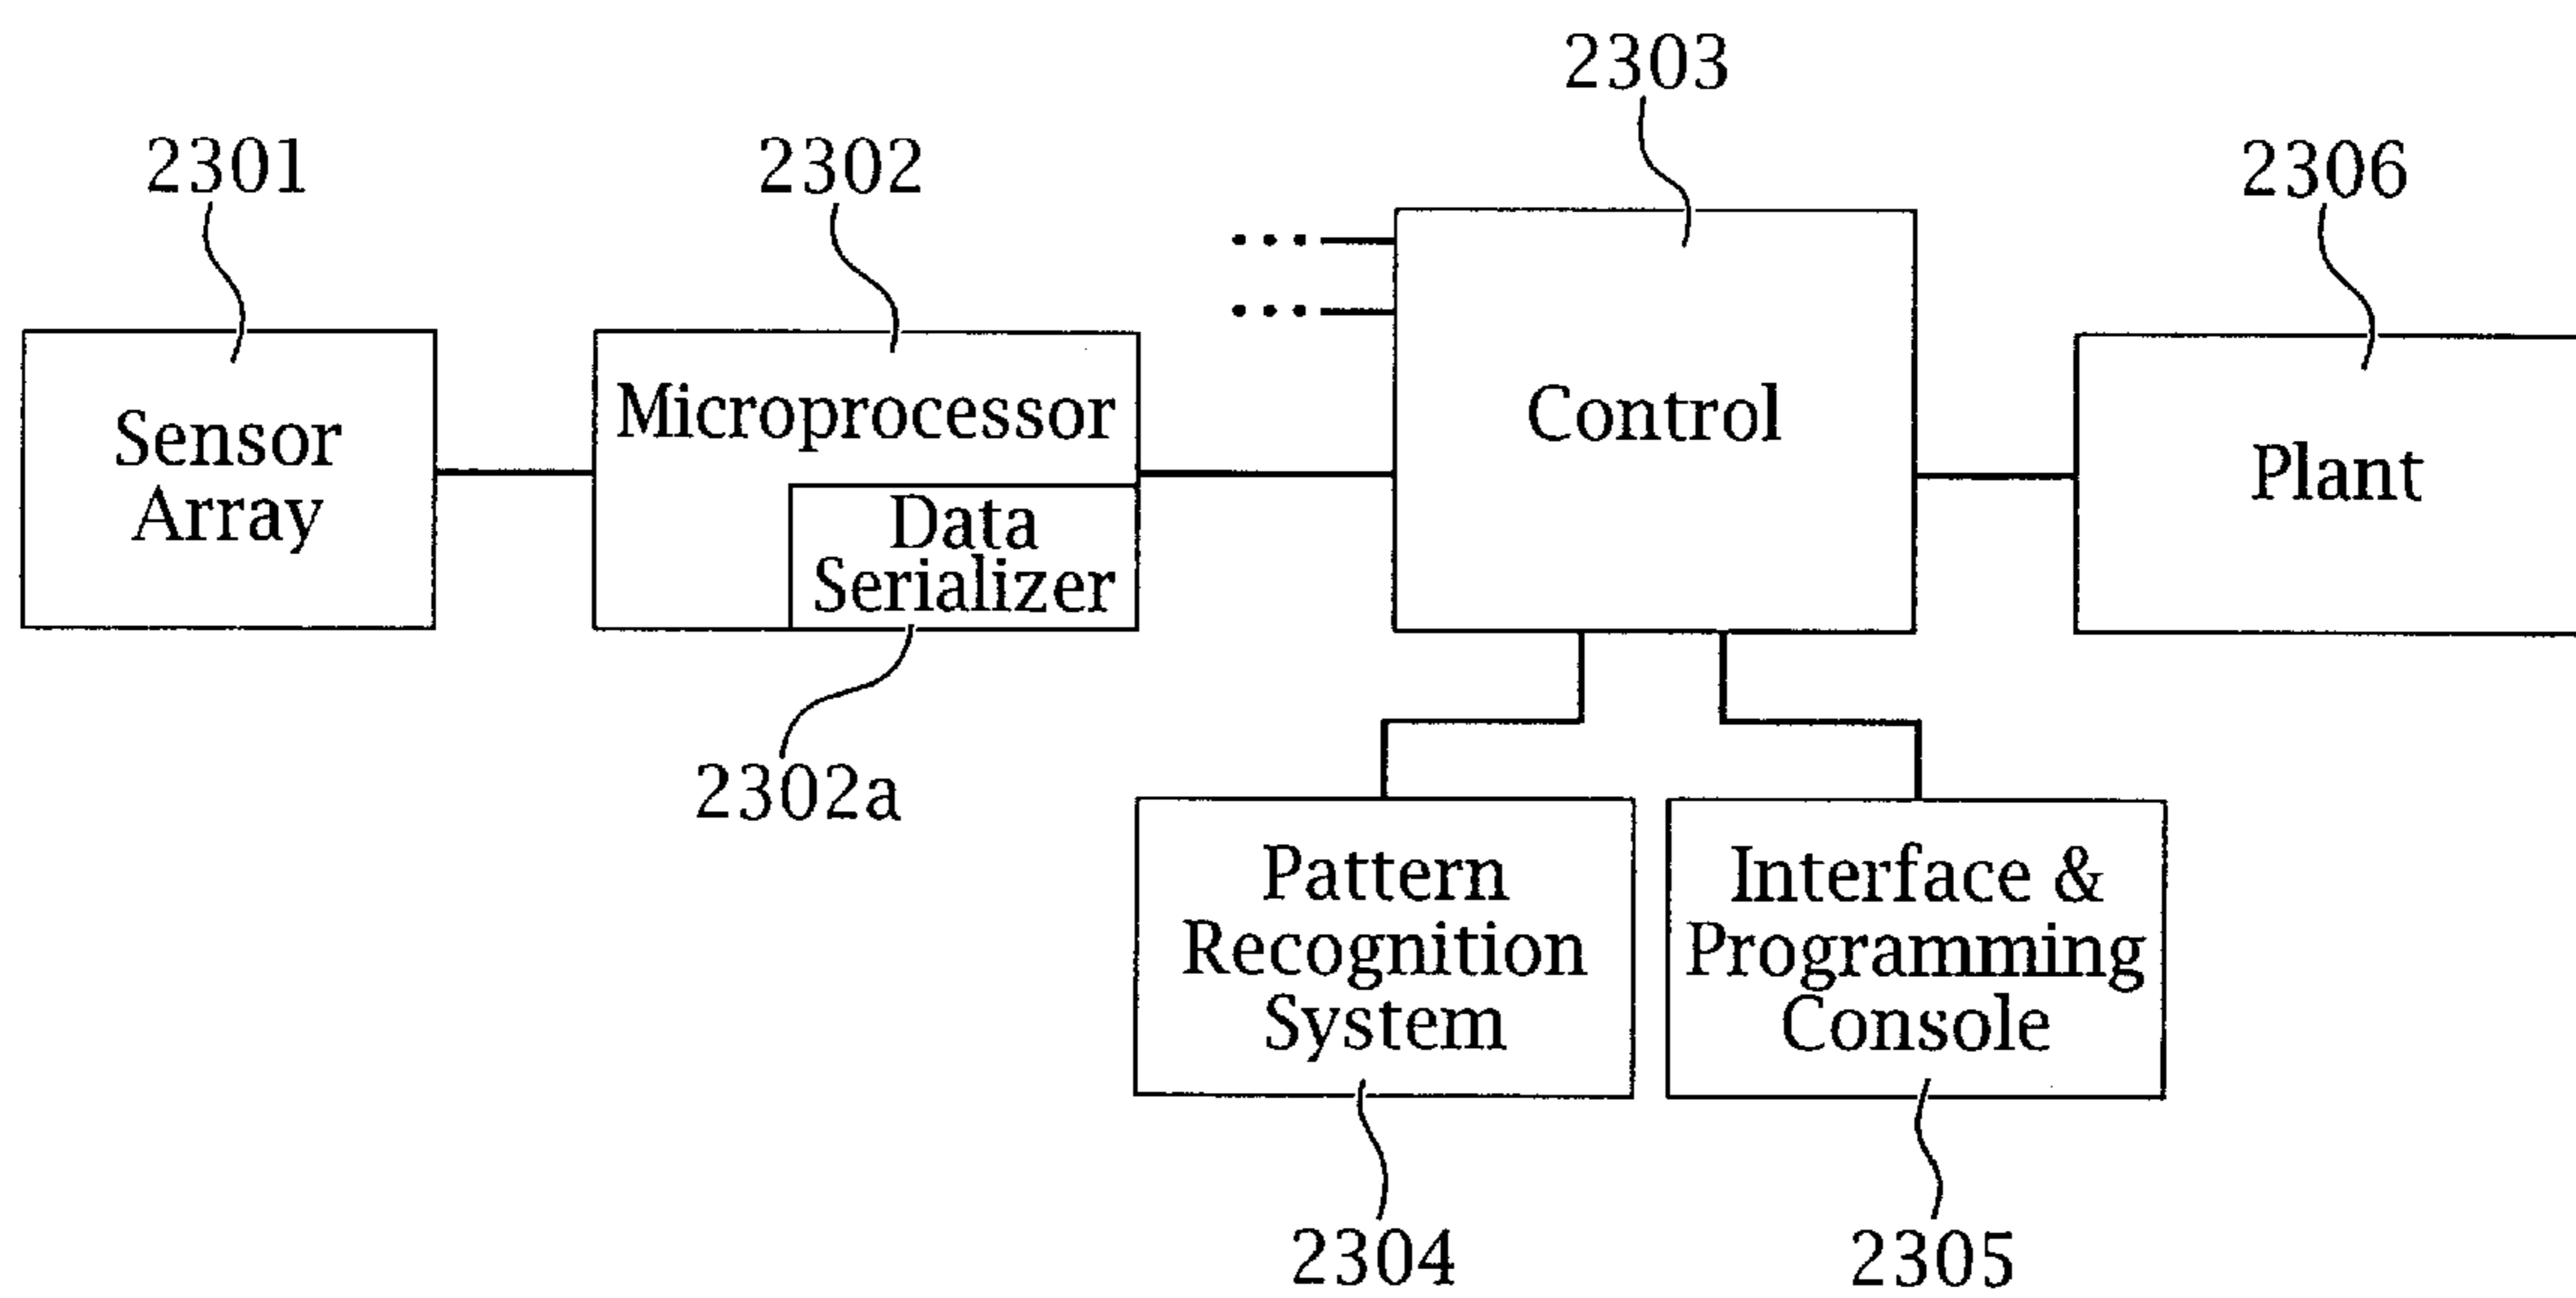 2303
2301
2302
2306
Sensor
Array
Microprocessor
Data
Serializer
Control
Plant
2302a
Pattern
Recognition
System
Interface &
Programming
Console
2304
2305